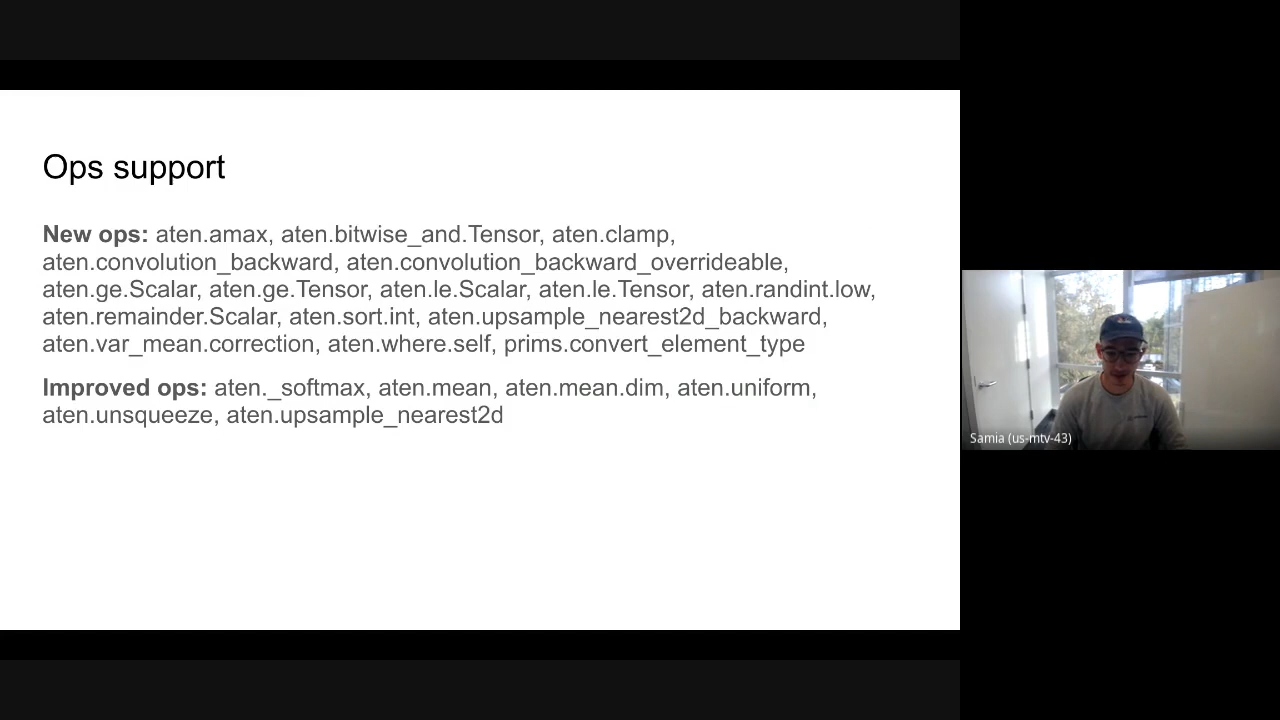 Ops support
New ops: aten.amax, aten.bitwise_and.Tensor, aten.clamp,
aten.convolution_backward, aten.convolution_backward_overrideable,
aten.ge.Scalar, aten.ge.Tensor, aten.le.Scalar, aten.le.Tensor, aten.randint.low,
aten.remainder.Scalar, aten.sort.int, aten.upsample_nearest2d_backward,
aten.var_mean.correction, aten.where.self, prims.convert_element_type
Improved ops: aten._softmax, aten.mean, aten.mean.dim, aten.uniform,
aten.unsqueeze, aten.upsample_nearest2d
Samia (us-mtv-43)